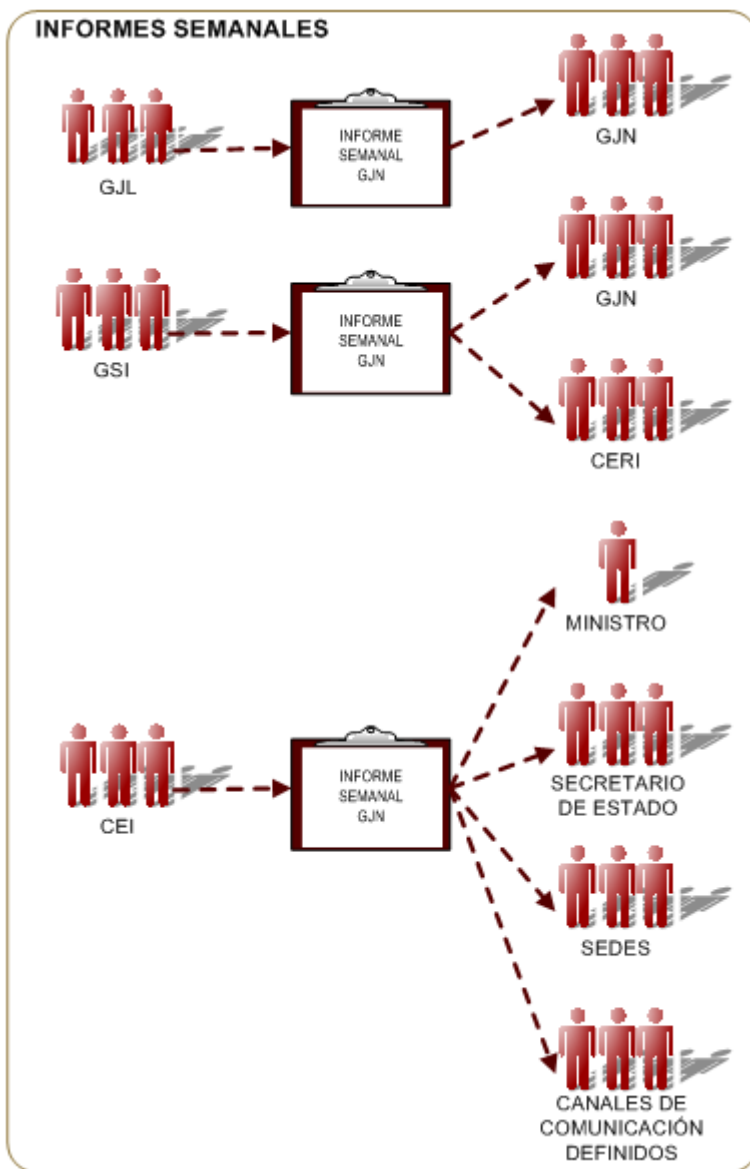 INFORMES SEMANALES
GJL
INFORME
SEMANAL
GJN
GJN
GSI
INFORME
SEMANAL
GJN
GJN
CERI
CEI
INFORME
SEMANAL
GJN
MINISTRO
SECRETARIO
DE ESTADO
SEDES
CANALES DE
COMUNICACIÓN
DEFINIDOS